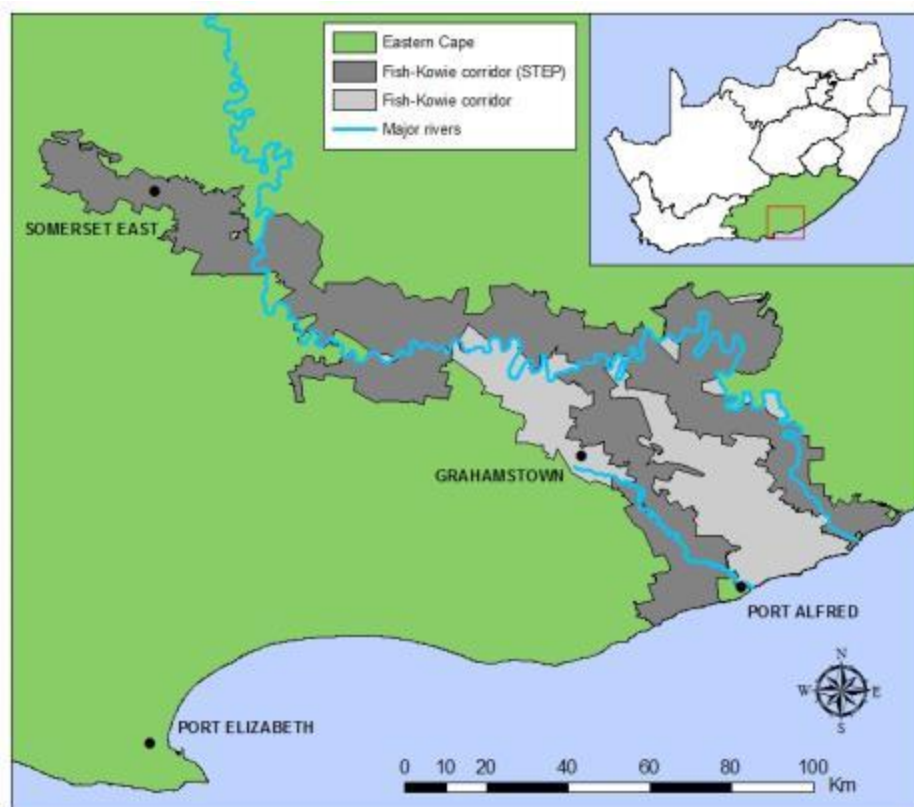 Eastern Cape
Fish-Kowie corridor (STEP)
Fish-Kowie corridor
Major rivers
SOMERSET EAST
GRAHAMSTOWN
PORT ALFRED
PORT ELIZABETH
N
W E
S
0 10 20 40 60 80 100
Km